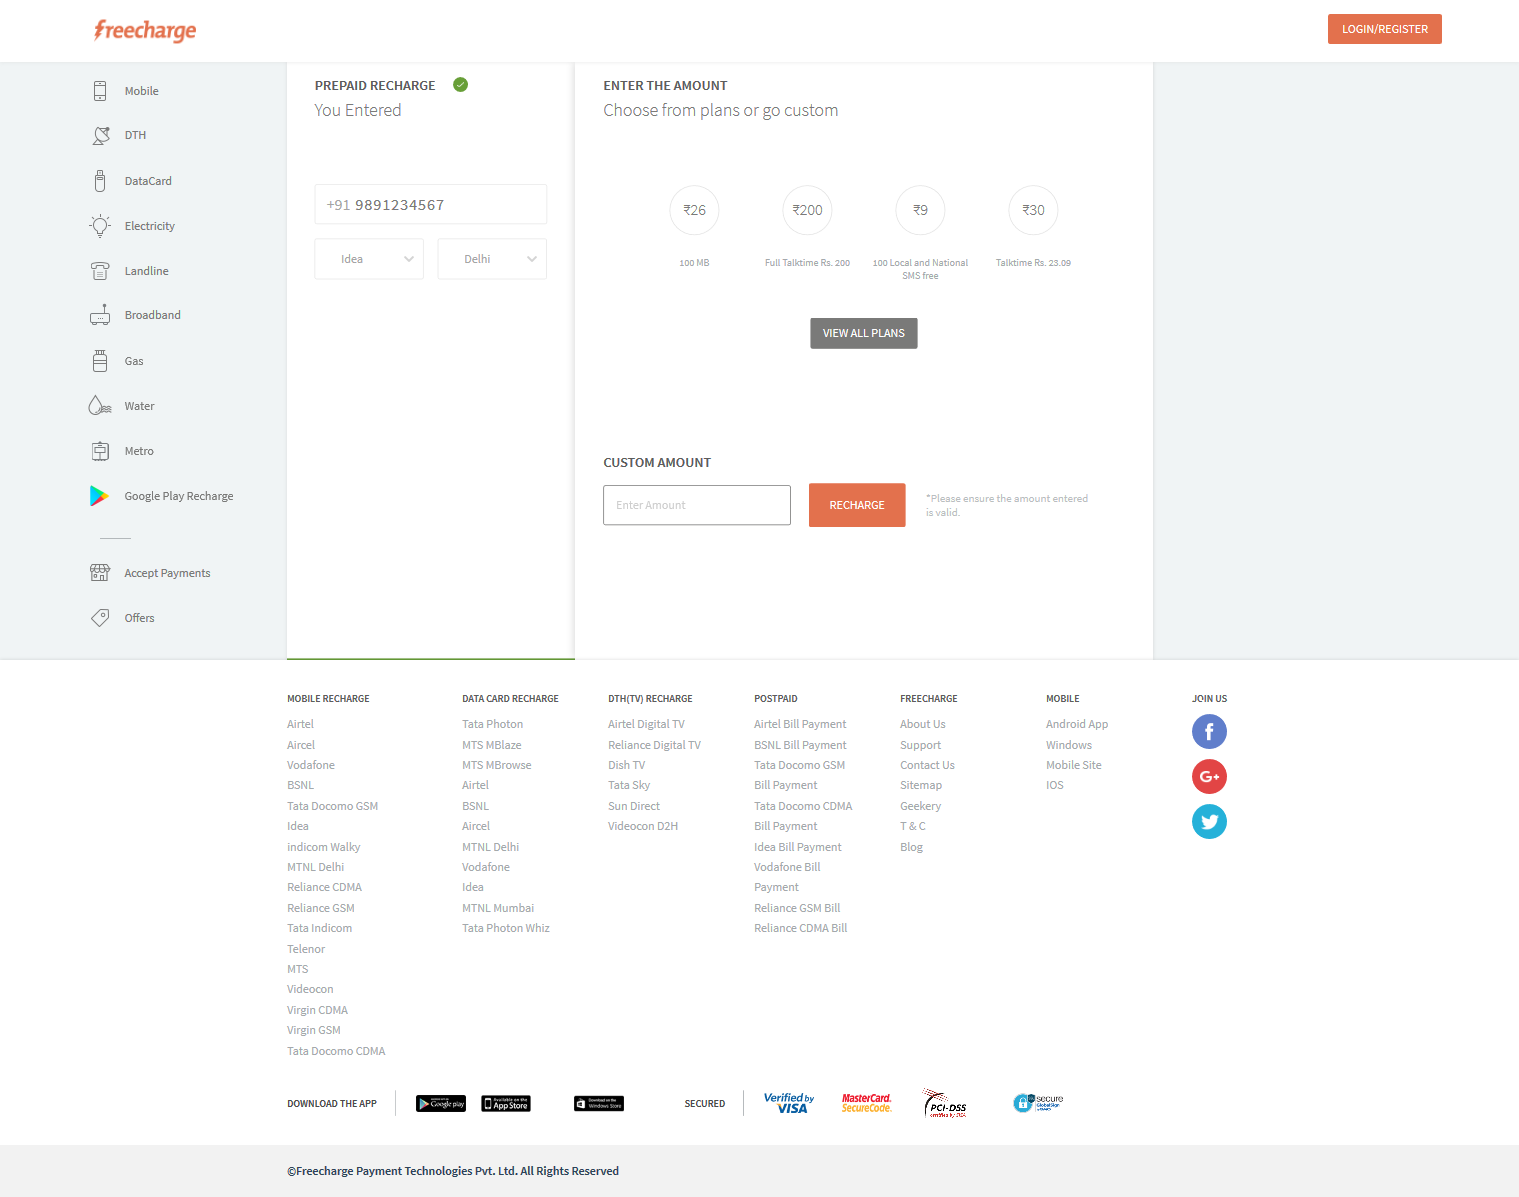 freecharge
LOGIN/REGISTER
Mobile
DTH
DataCard
Electricity
Landline
Broadband
Gas
Water
Metro
Google Play Recharge
Accept Payments
Offers
PREPAID RECHARGE
You Entered
+91 9891234567
Idea
Delhi
ENTER THE AMOUNT
Choose from plans or go custom
₹26
100 MB
₹200
Full Talktime Rs. 200
₹9
100 Local and National
SMS free
₹30
Talktime Rs. 23.09
VIEW ALL PLANS
CUSTOM AMOUNT
Enter Amount
RECHARGE
*Please ensure the amount entered
is valid.
MOBILE RECHARGE
Airtel
Aircel
Vodafone
BSNL
Tata Docomo GSM
Idea
indicom Walky
MTNL Delhi
Reliance CDMA
Reliance GSM
Tata Indicom
Telenor
MTS
Videocon
Virgin CDMA
Virgin GSM
Tata Docomo CDMA
DATA CARD RECHARGE
Tata Photon
MTS MBlaze
MTS MBrowse
Airtel
BSNL
Aircel
MTNL Delhi
Vodafone
Idea
MTNL Mumbai
Tata Photon Whiz
DTH(TV) RECHARGE
Airtel Digital TV
Reliance Digital TV
Dish TV
Tata Sky
Sun Direct
Videocon D2H
POSTPAID
Airtel Bill Payment
BSNL Bill Payment
Tata Docomo GSM
Bill Payment
Tata Docomo CDMA
Bill Payment
Idea Bill Payment
Vodafone Bill
Payment
Reliance GSM Bill
Reliance CDMA Bill
FREECHARGE
About Us
Support
Contact Us
Sitemap
Geekery
T & C
Blog
MOBILE
Android App
Windows
Mobile Site
IOS
JOIN US
f
G+
DOWNLOAD THE APP
Google play
Available on the
App Store
Download on the
Windows Store
SECURED
Verified by
VISA
MasterCard.
SecureCode.
PCI-DSS
secure
GlobalSign
©Freecharge Payment Technologies Pvt. Ltd. All Rights Reserved